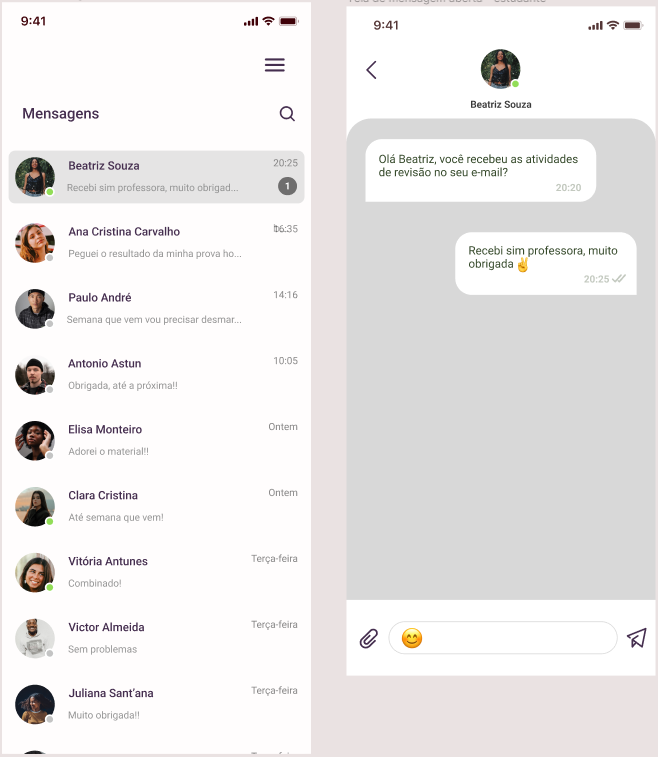 9:41
Mensagens
Beatriz Souza
20:25
Recebi sim professora, muito obrigad...
1
Ana Cristina Carvalho
16:35
Peguei o resultado da minha prova ho...
Paulo André
14:16
Semana que vem vou precisar desmar...
Antonio Astun
10:05
Obrigada, até a próxima!!
Elisa Monteiro
Ontem
Adorei o material!!
Clara Cristina
Ontem
Até semana que vem!
Vitória Antunes
Terça-feira
Combinado!
Victor Almeida
Terça-feira
Sem problemas
Juliana Sant'ana
Terça-feira
Muito obrigada!!
9:41
Beatriz Souza
Olá Beatriz, você recebeu as atividades
de revisão no seu e-mail?
20:20
Recebi sim professora, muito
obrigada ✌️
20:25
😊